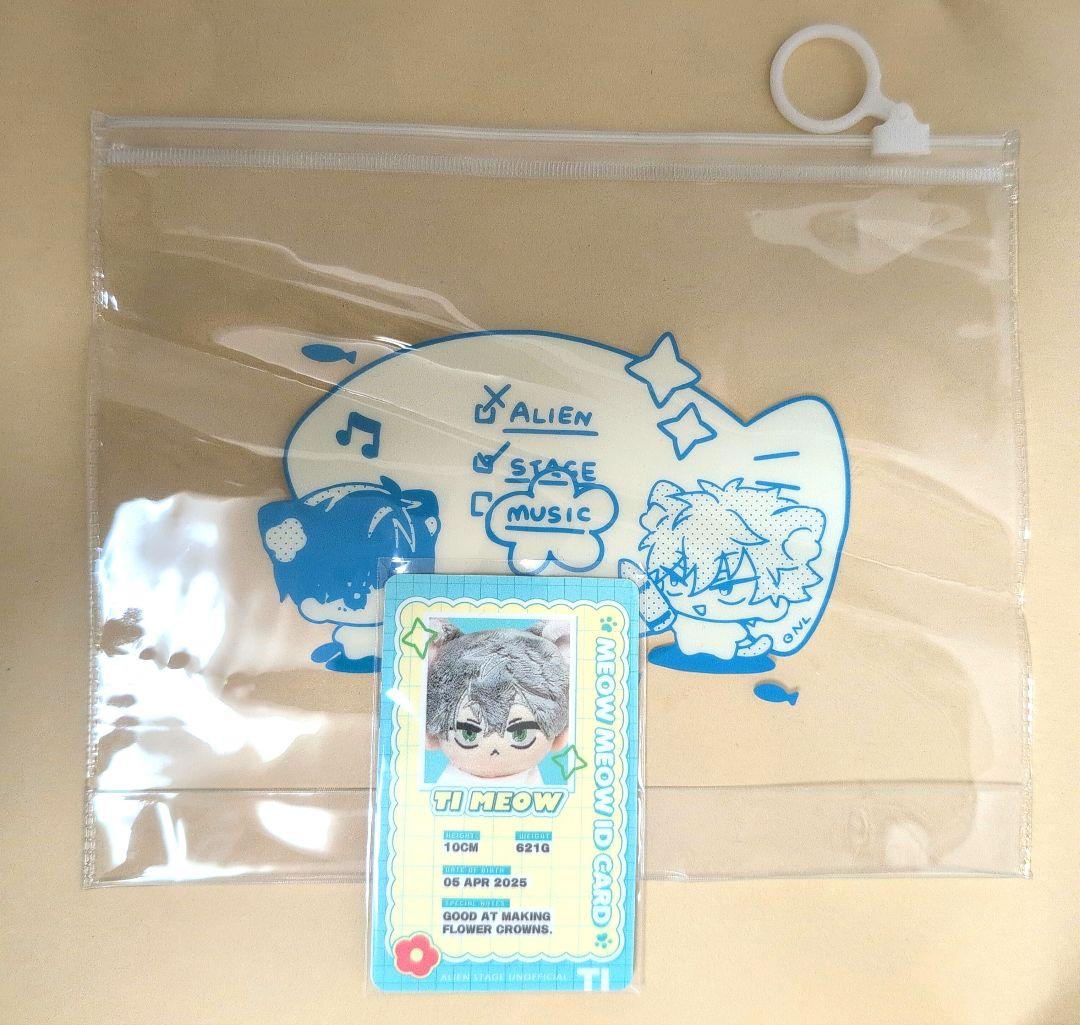 ALIEN
STAGE
MUSIC
©NL
MEOW MEOW ID CARD
TI MEOW
HEIGHT WEIGHT
10CM 621G
DATE OF BIRTH
05 APR 2025
SPECIAL NOTES
GOOD AT MAKING
FLOWER CROWNS.
ALIEN STAGE UNOFFICIAL
TI